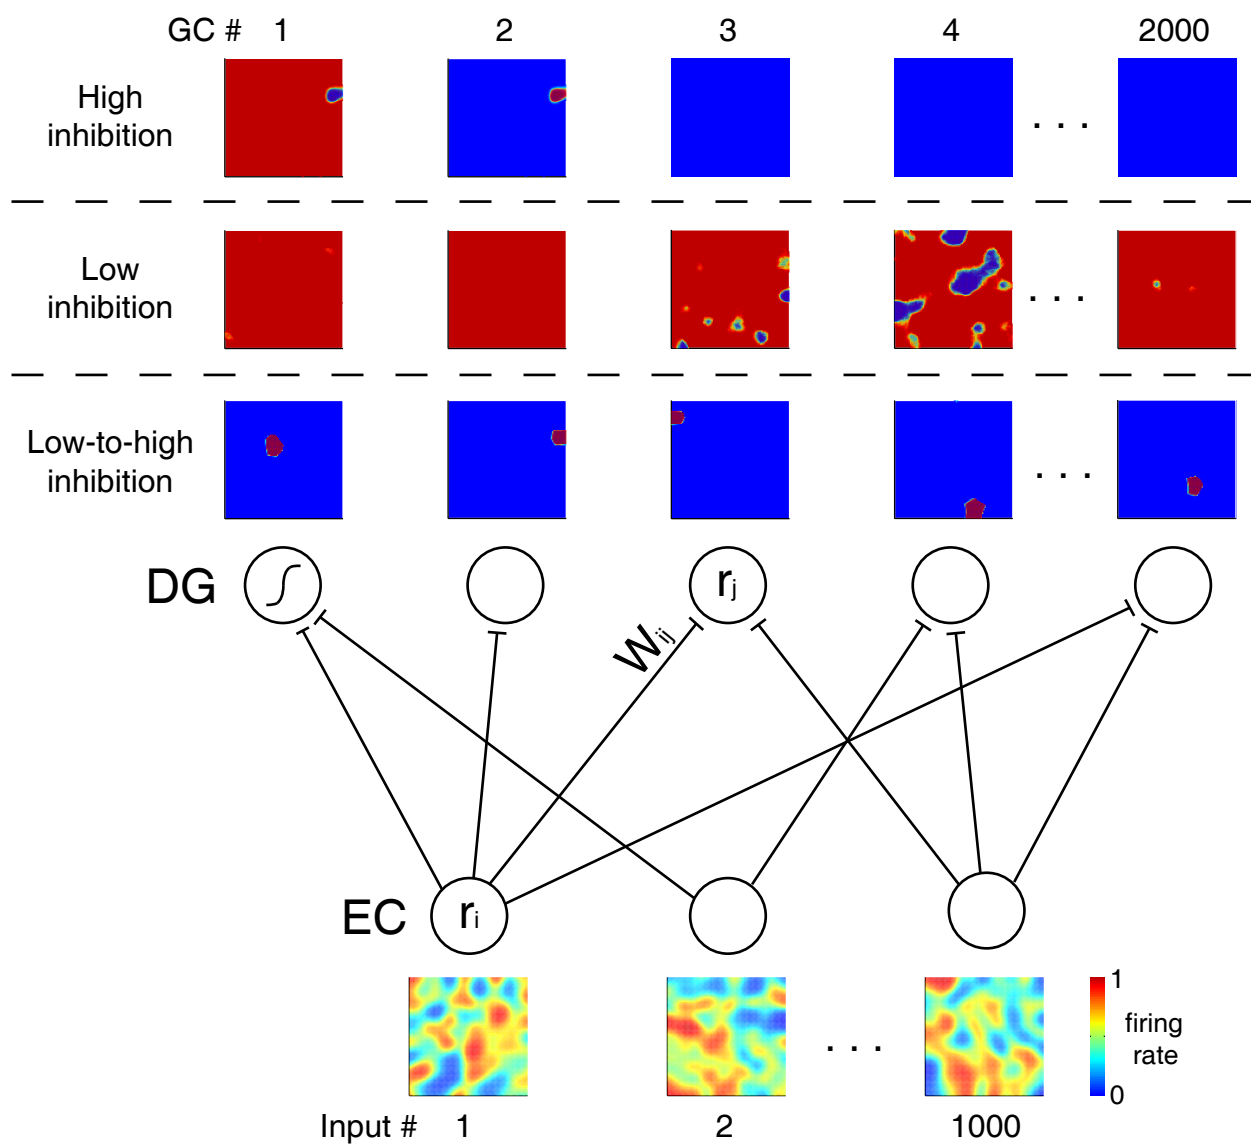 GC # 1 2 3 4 2000
High
inhibition
. . .
Low
inhibition
. . .
Low-to-high
inhibition
. . .
DG
rj
Wij
EC
ri
1
firing
rate
. . .
0
Input # 1 2 1000